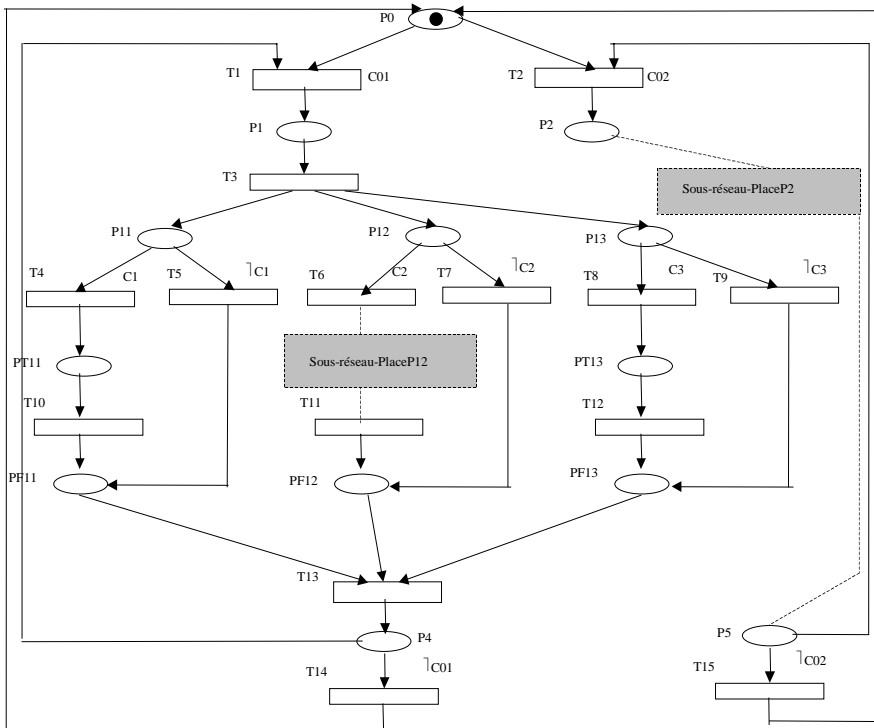 P0
T1
C01
T2
C02
P1
P2
T3
Sous-réseau-PlaceP2
P11
P12
P13
T4
C1
T5
┐C1
T6
C2
T7
┐C2
T8
C3
T9
┐C3
PT11
Sous-réseau-PlaceP12
PT13
T10
T11
T12
PF11
PF12
PF13
T13
P4
P5
T14
┐C01
T15
┐C02